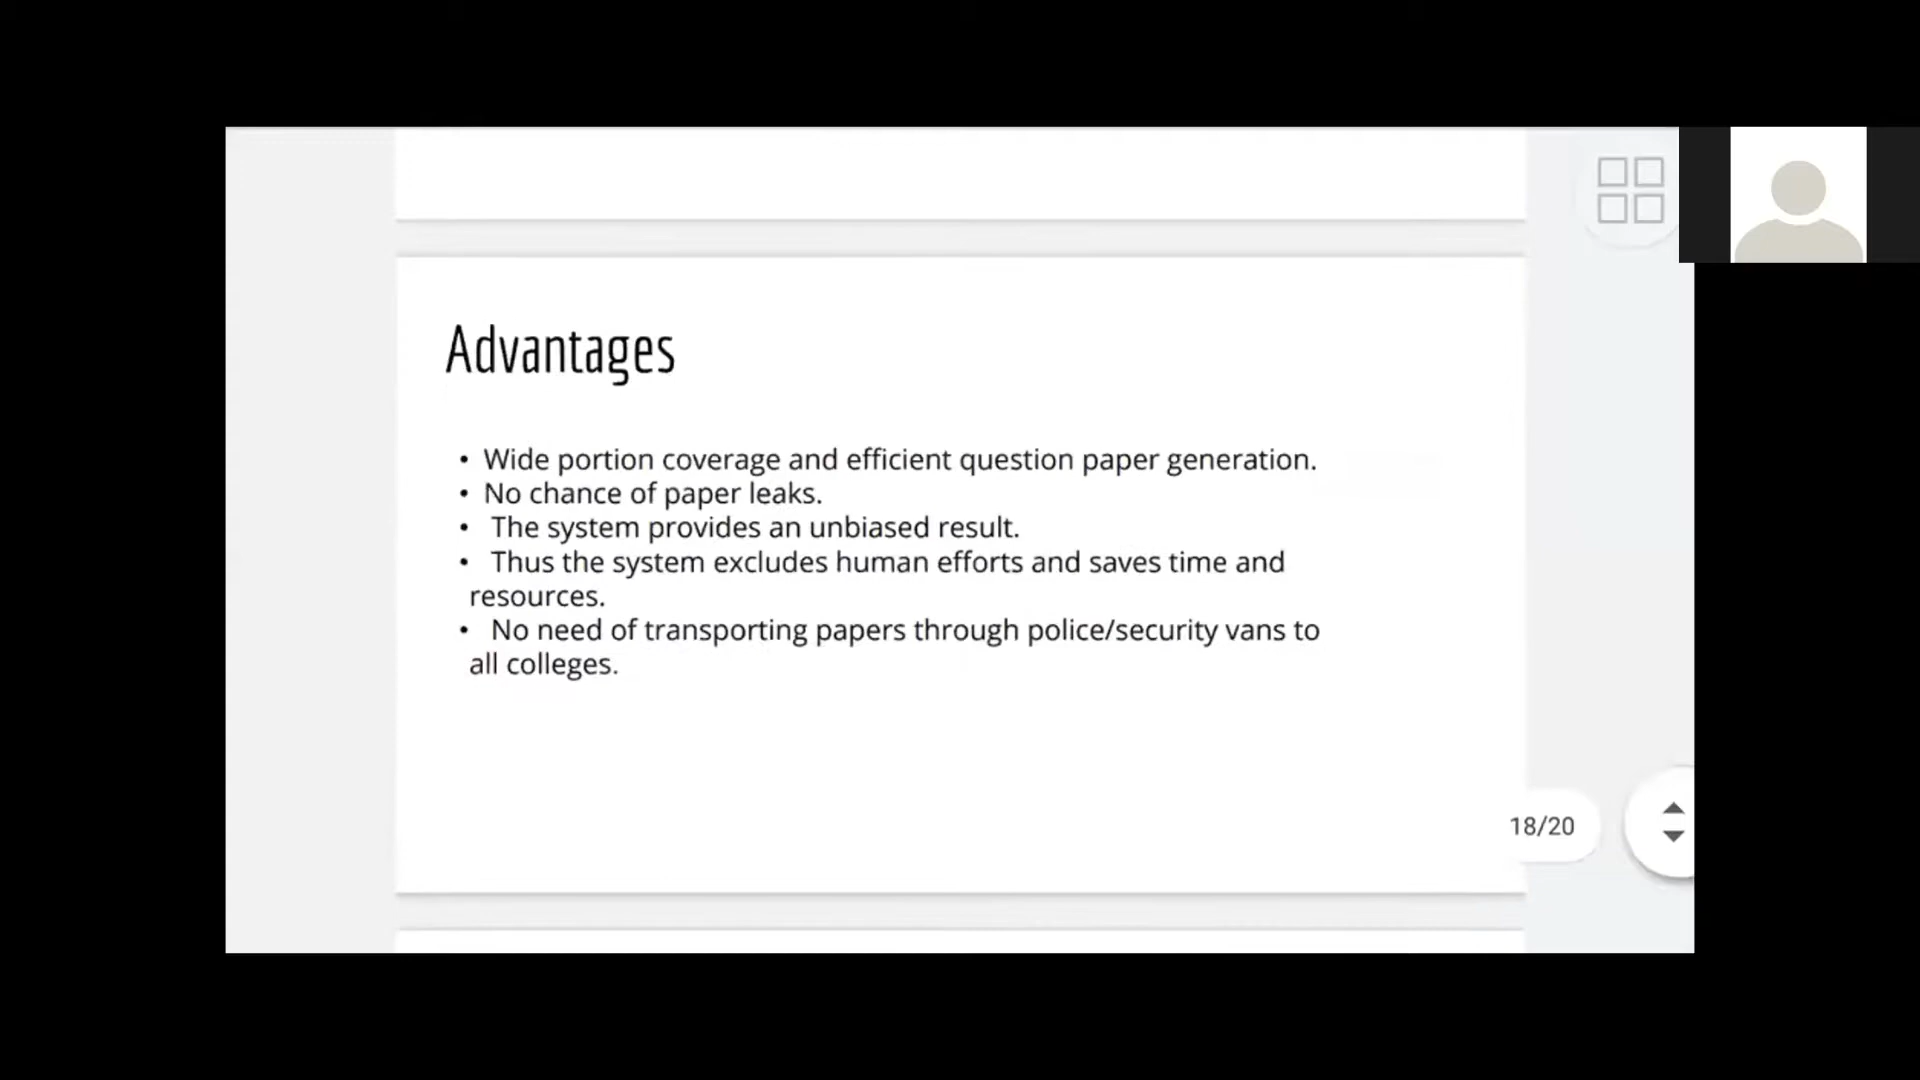 Advantages
• Wide portion coverage and efficient question paper generation.
• No chance of paper leaks.
• The system provides an unbiased result.
• Thus the system excludes human efforts and saves time and
resources.
• No need of transporting papers through police/security vans to
all colleges.
18/20